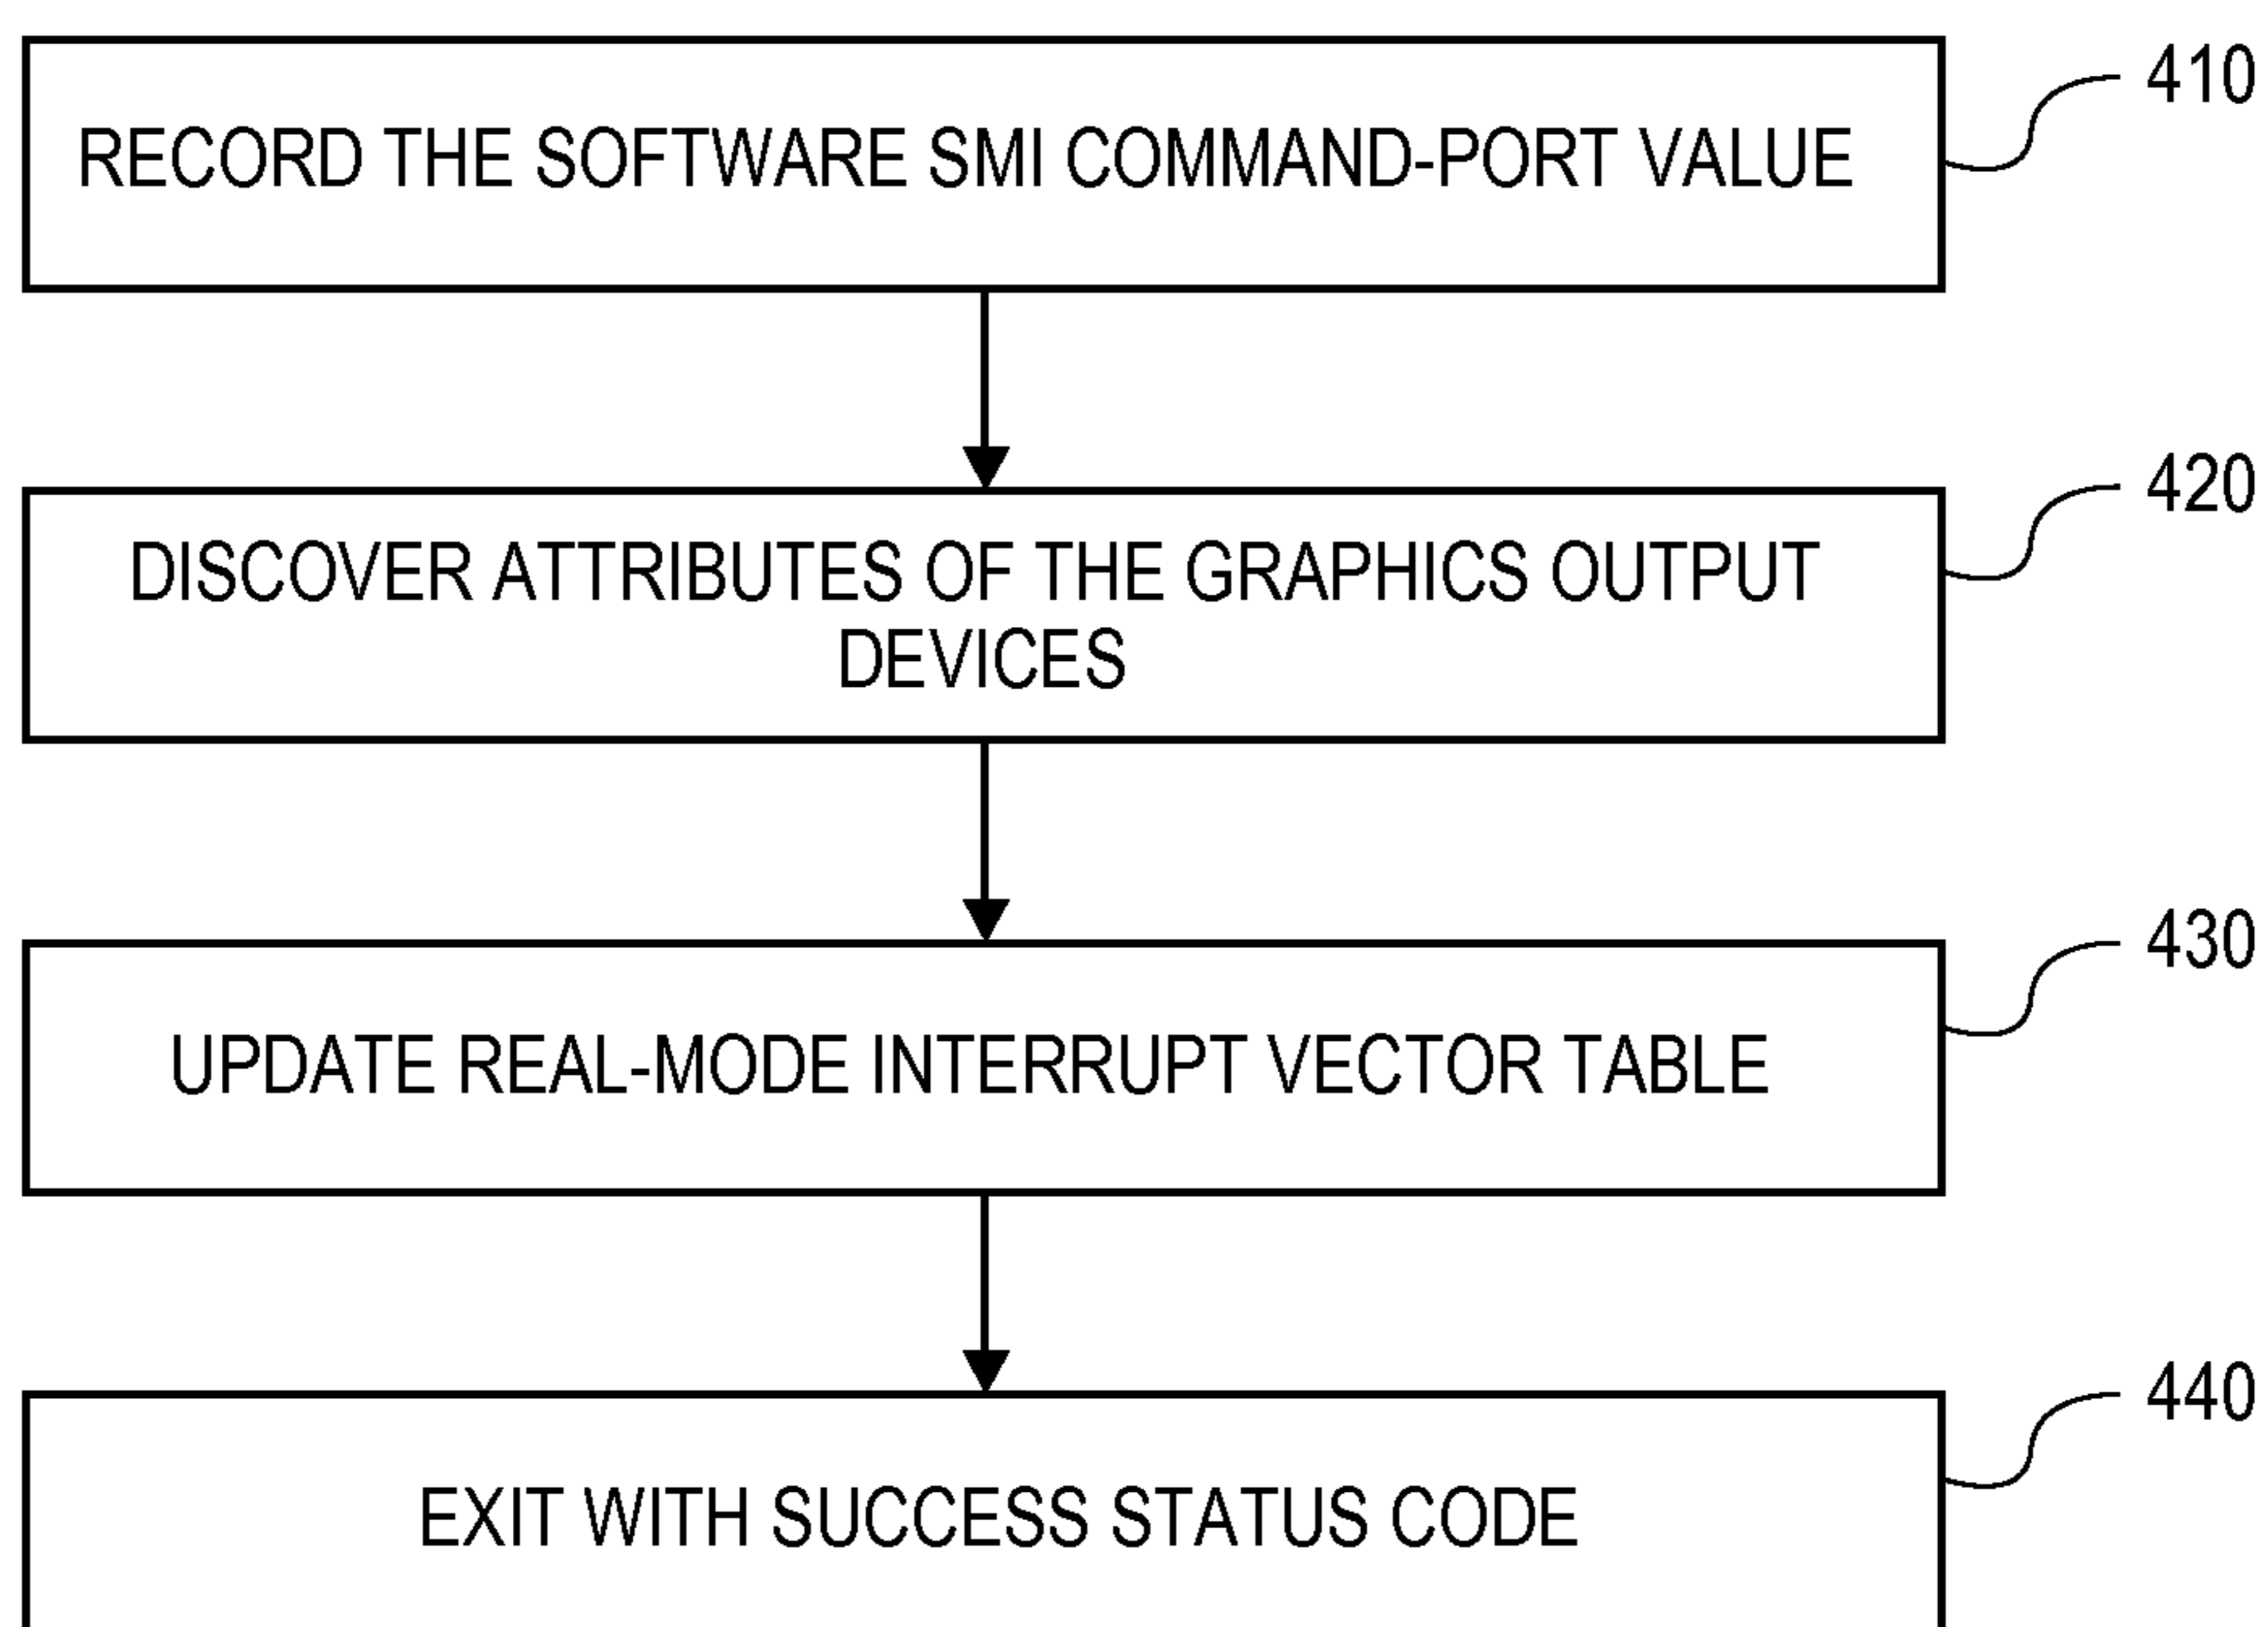 RECORD THE SOFTWARE SMI COMMAND-PORT VALUE
410
DISCOVER ATTRIBUTES OF THE GRAPHICS OUTPUT
DEVICES
420
UPDATE REAL-MODE INTERRUPT VECTOR TABLE
430
EXIT WITH SUCCESS STATUS CODE
440